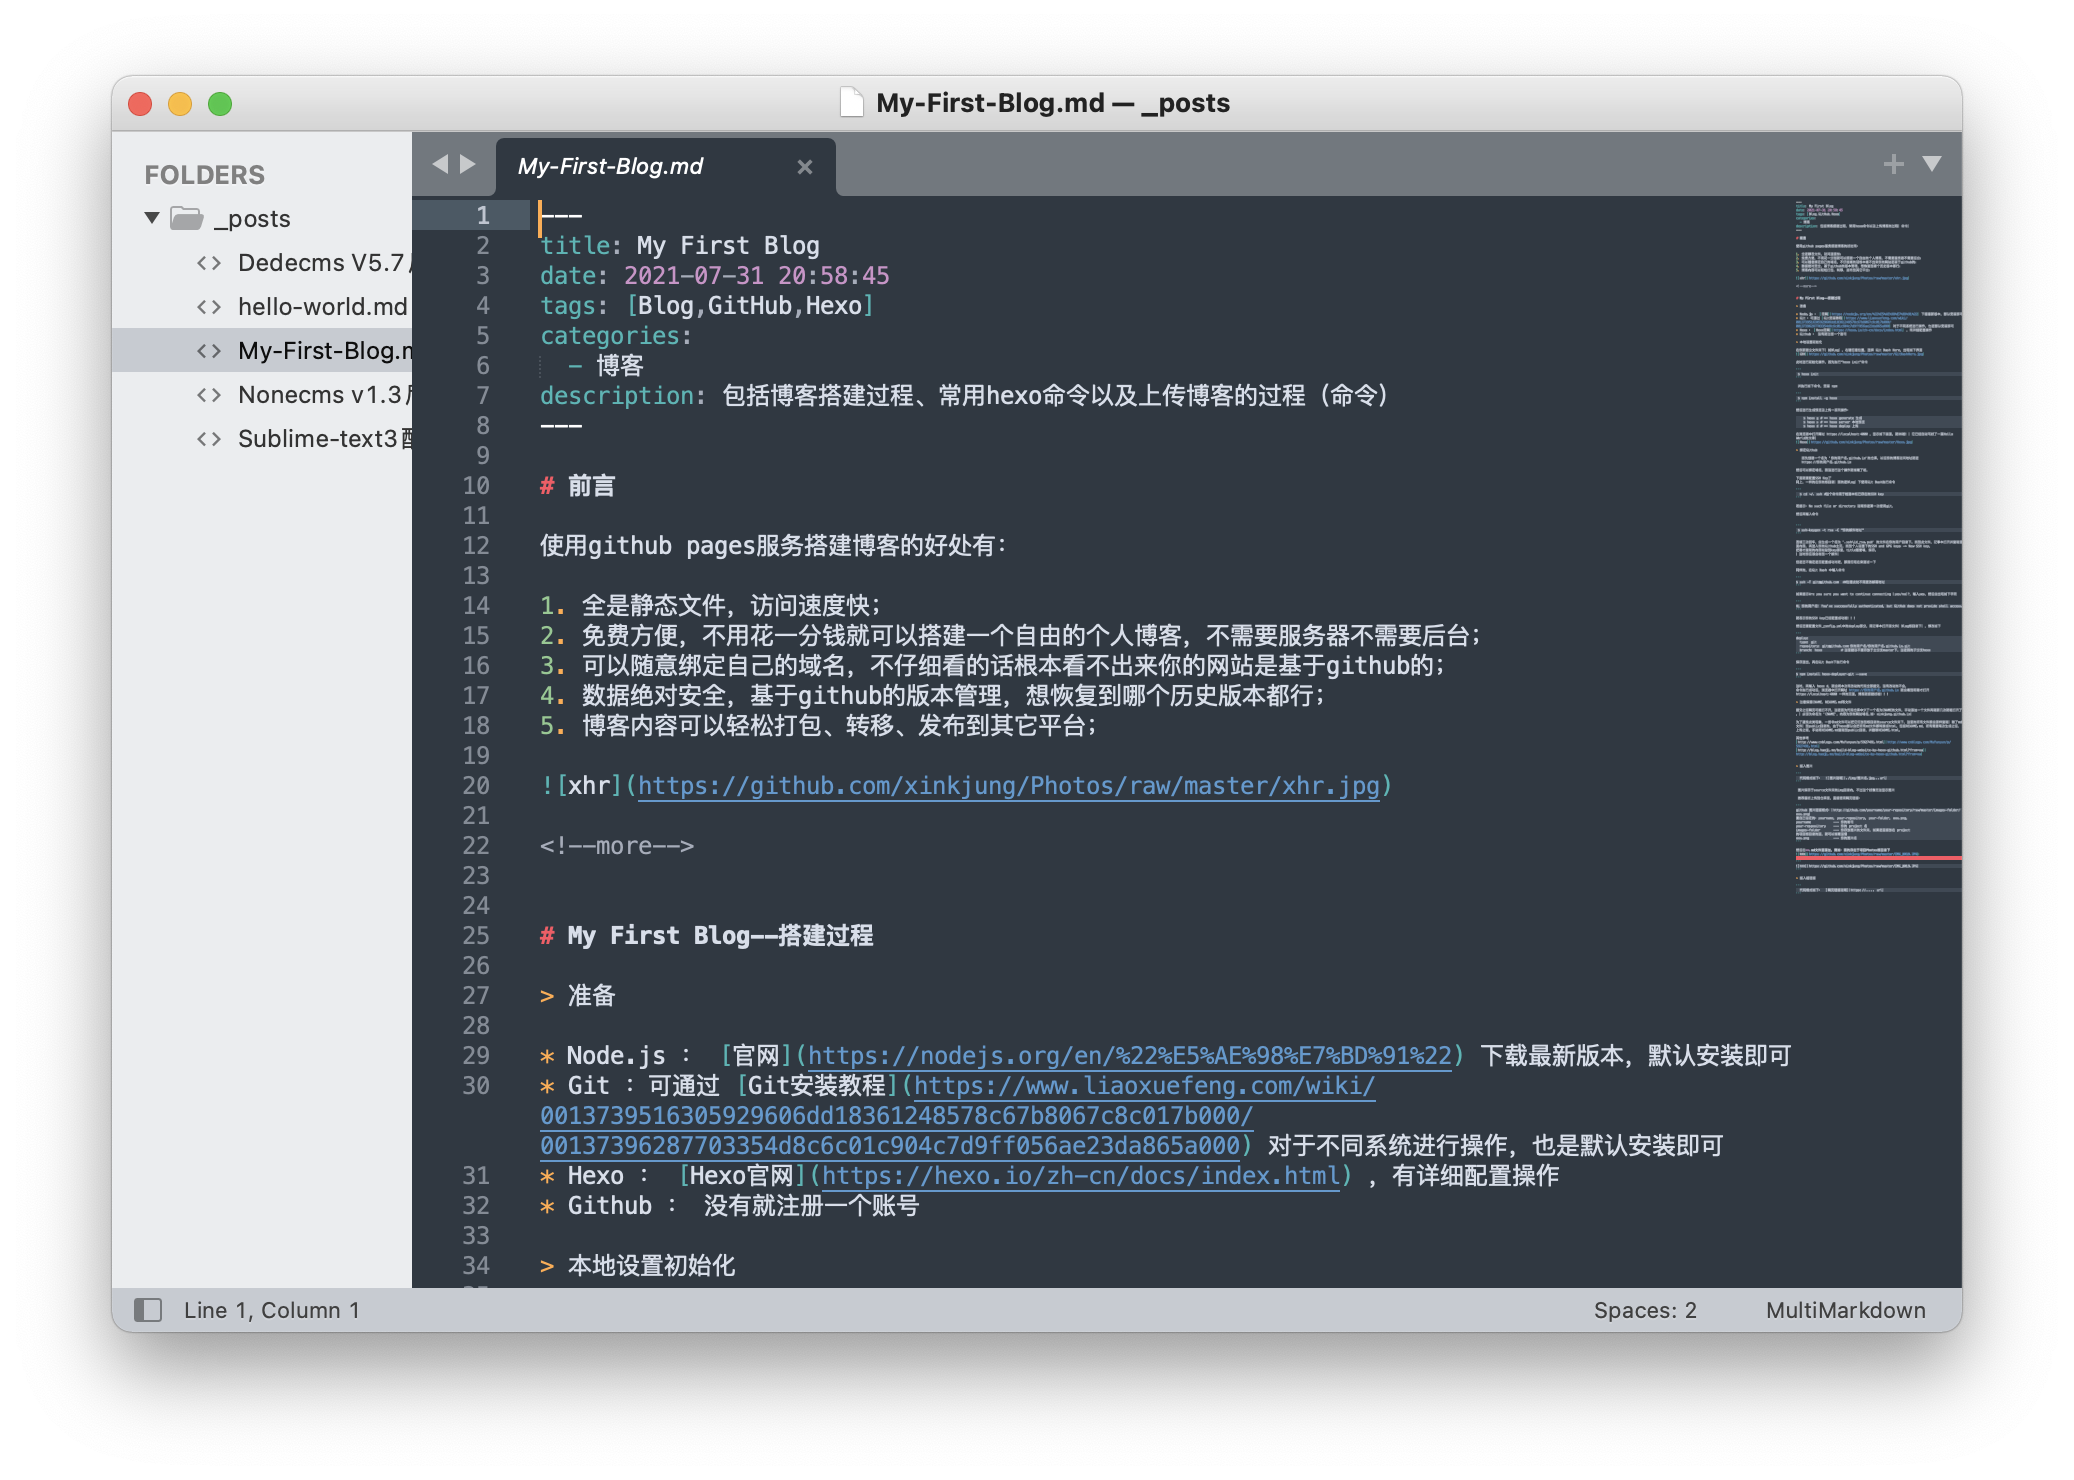 My-First-Blog.md — _posts
FOLDERS
_posts
Dedecms V5.7
hello-world.md
My-First-Blog.m
Nonecms v1.3
Sublime-text3
My-First-Blog.md
1 ---
2 title: My First Blog
3 date: 2021-07-31 20:58:45
4 tags: [Blog,GitHub,Hexo]
5 categories:
6 - 博客
7 description: 包括博客搭建过程、常用hexo命令以及上传博客的过程（命令）
8 ---
9
10 # 前言
11
12 使用github pages服务搭建博客的好处有：
13
14 1. 全是静态文件，访问速度快；
15 2. 免费方便，不用花一分钱就可以搭建一个自由的个人博客，不需要服务器不需要后台；
16 3. 可以随意绑定自己的域名，不仔细看的话根本看不出来你的网站是基于github的；
17 4. 数据绝对安全，基于github的版本管理，想恢复到哪个历史版本都行；
18 5. 博客内容可以轻松打包、转移、发布到其它平台；
19
20 ![xhr](https://github.com/xinkjung/Photos/raw/master/xhr.jpg)
21
22 <!--more-->
23
24
25 # My First Blog--搭建过程
26
27 > 准备
28
29 * Node.js ： [官网](https://nodejs.org/en/%22%E5%AE%98%E7%BD%91%22) 下载最新版本，默认安装即可
30 * Git ：可通过 [Git安装教程](https://www.liaoxuefeng.com/wiki/
0013739516305929606dd18361248578c67b8067c8c017b000/
001373962877033​54d8c6c01c904c7d9ff056ae23da865a000) 对于不同系统进行操作，也是默认安装即可
31 * Hexo ： [Hexo官网](https://hexo.io/zh-cn/docs/index.html) ，有详细配置操作
32 * Github ： 没有就注册一个账号
33
34 > 本地设置初始化
Line 1, Column 1
Spaces: 2
MultiMarkdown